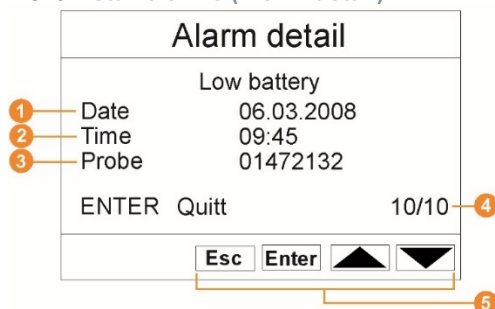 Alarm detail
Low battery
1 Date 06.03.2008
2 Time 09:45
3 Probe 01472132
ENTER Quitt 10/10 4
Esc Enter
5